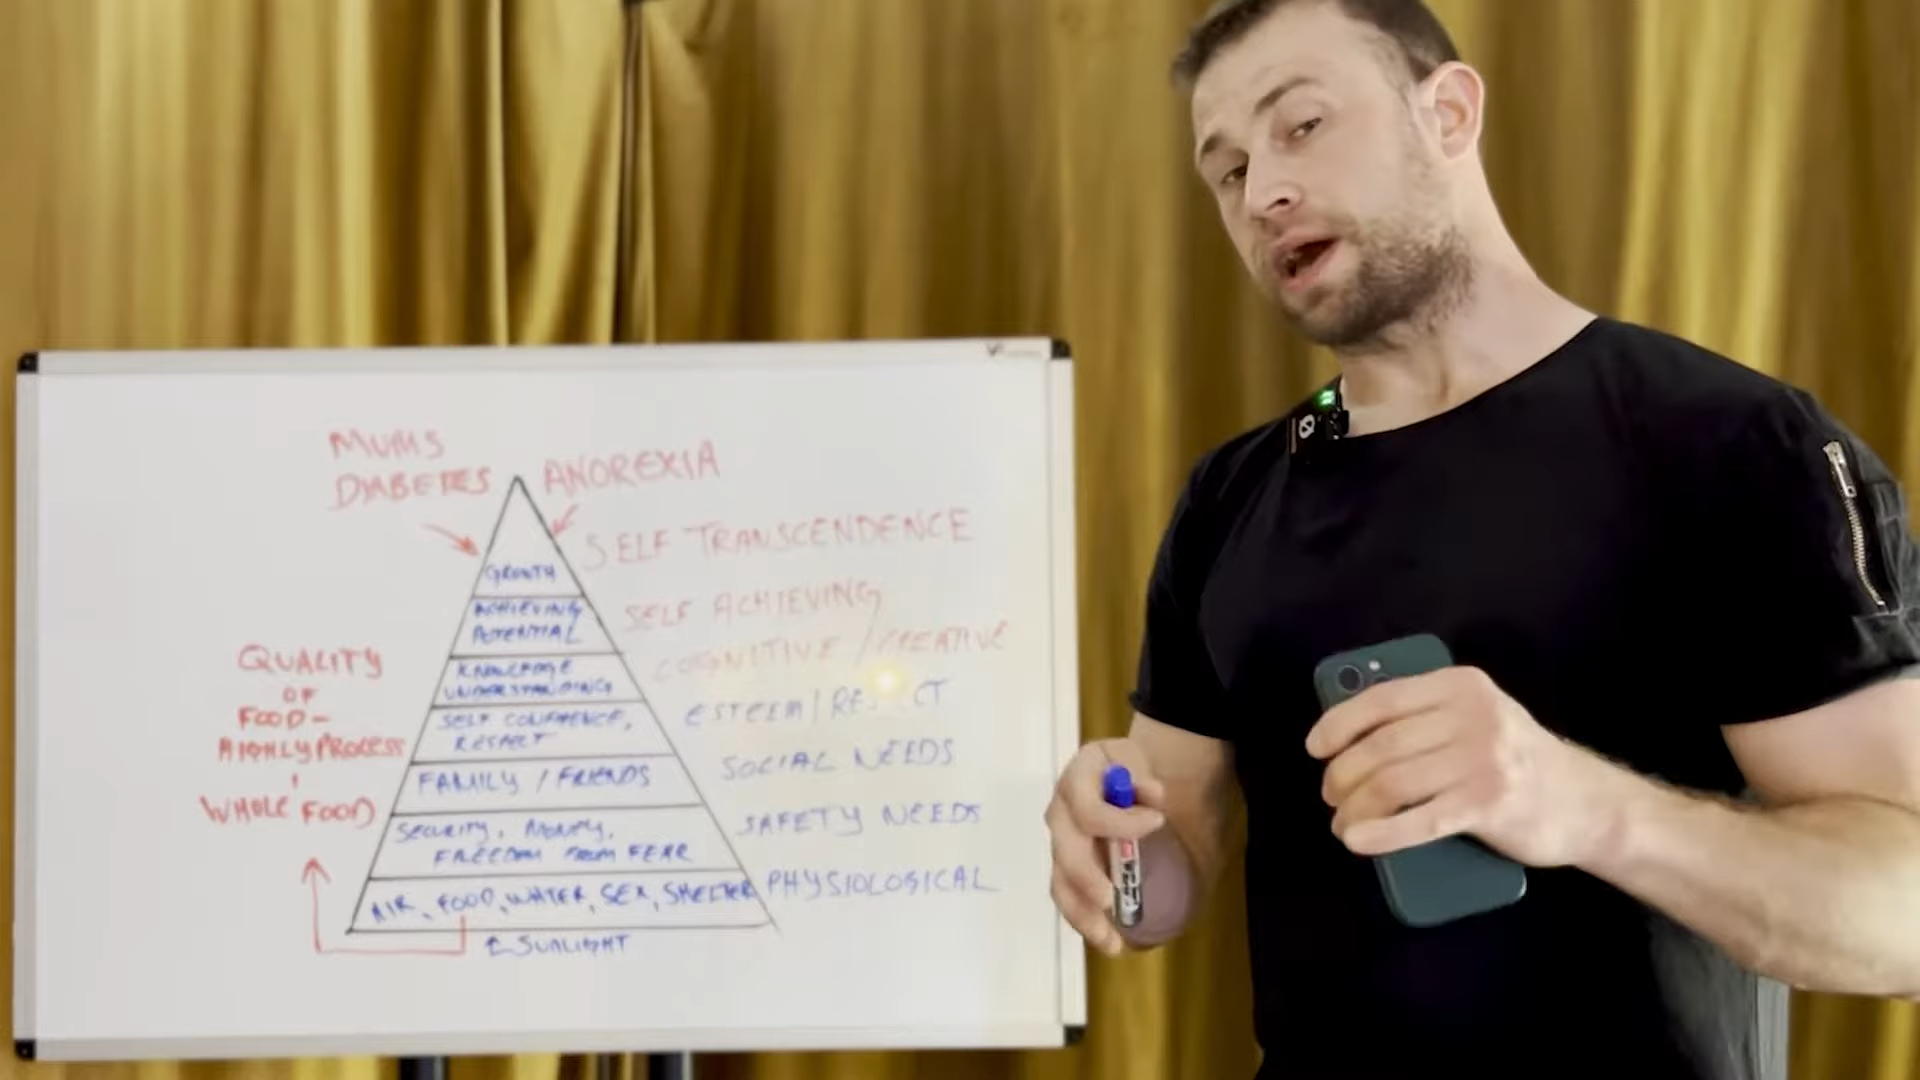 MUMS
DIABETES
ANOREXIA
SELF TRANSCENDENCE
GROWTH
ACHIEVING
POTENTIAL
SELF ACHIEVING
KNOWLEDGE
UNDERSTANDING
COGNITIVE / CREATIVE
QUALITY
OF
FOOD-
HIGHLY PROCESS
WHOLE FOOD
SELF CONFIDENCE,
RESPECT
ESTEEM / RESPECT
FAMILY / FRIENDS
SOCIAL NEEDS
SECURITY, MONEY,
FREEDOM FROM FEAR
SAFETY NEEDS
AIR, FOOD, WATER, SEX, SHELTER
PHYSIOLOGICAL
SUNLIGHT